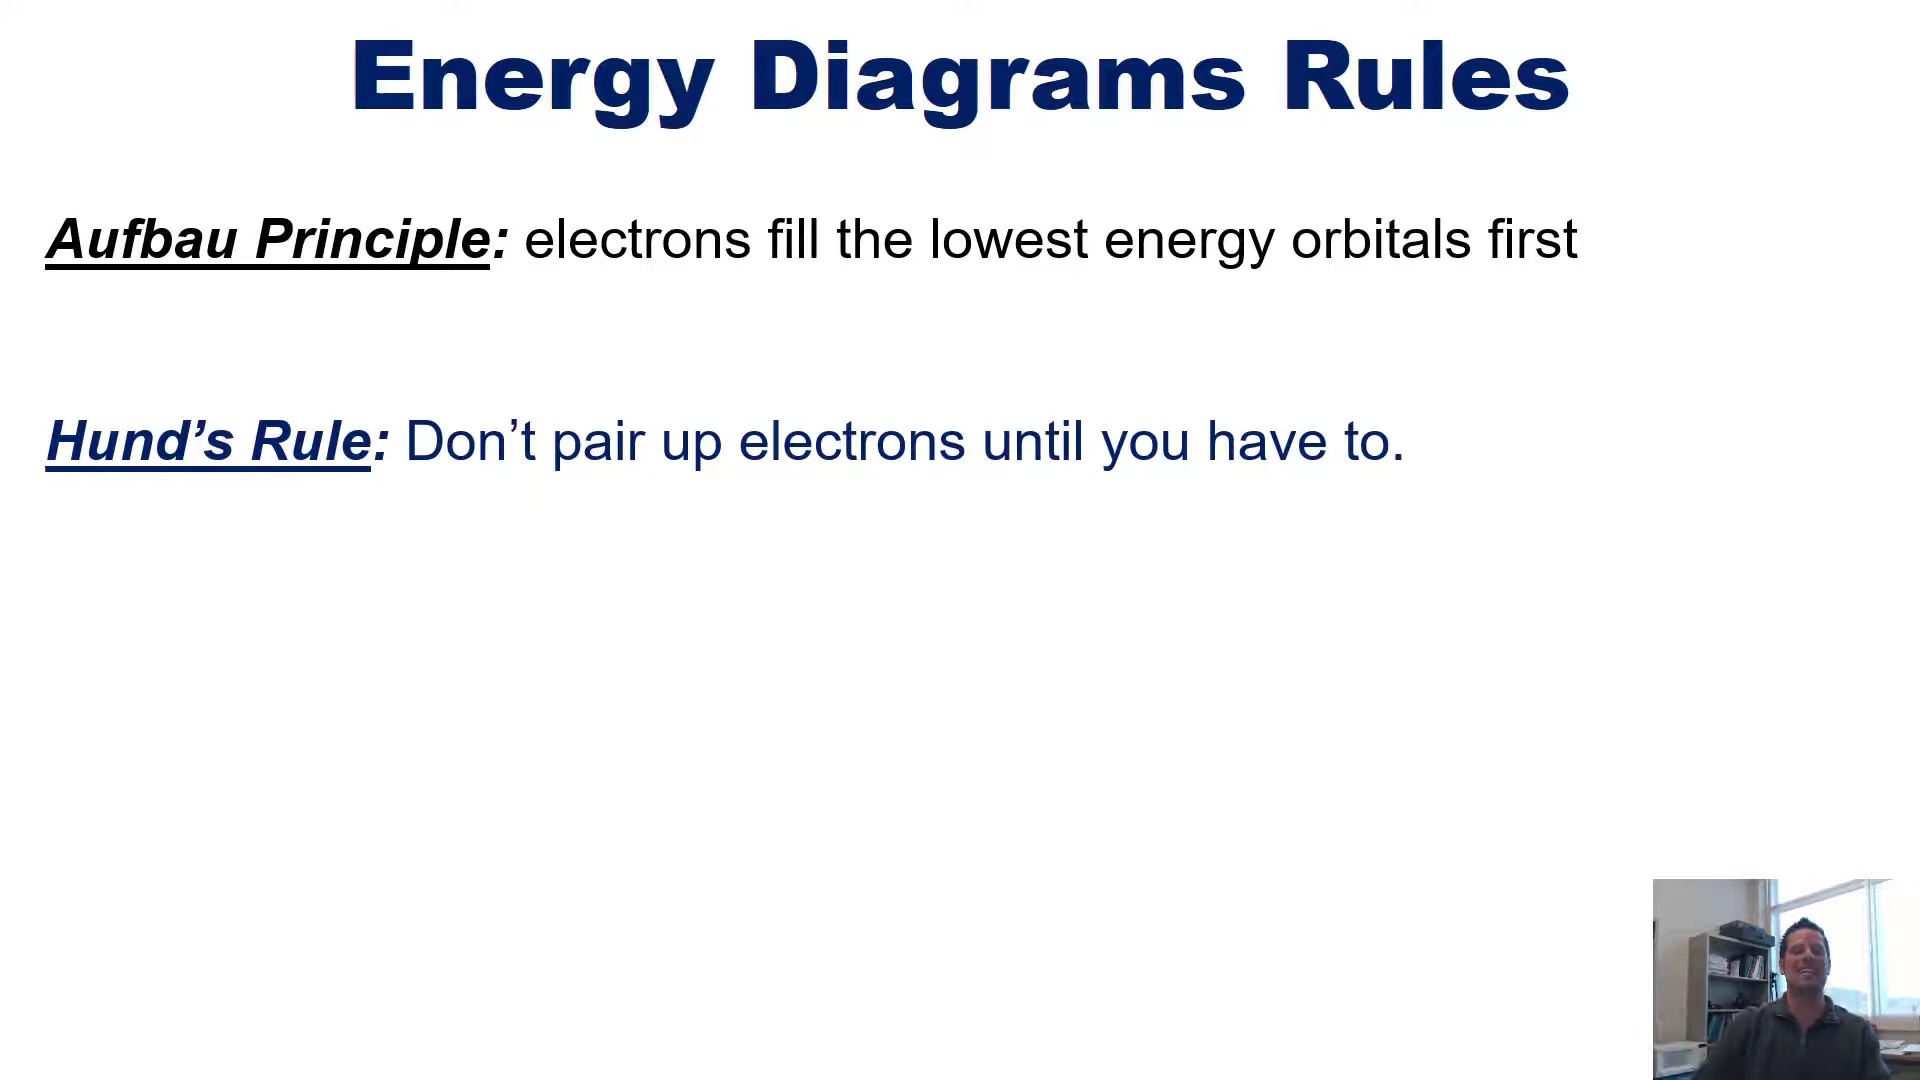 Energy Diagrams Rules
Aufbau Principle: electrons fill the lowest energy orbitals first
Hund’s Rule: Don’t pair up electrons until you have to.